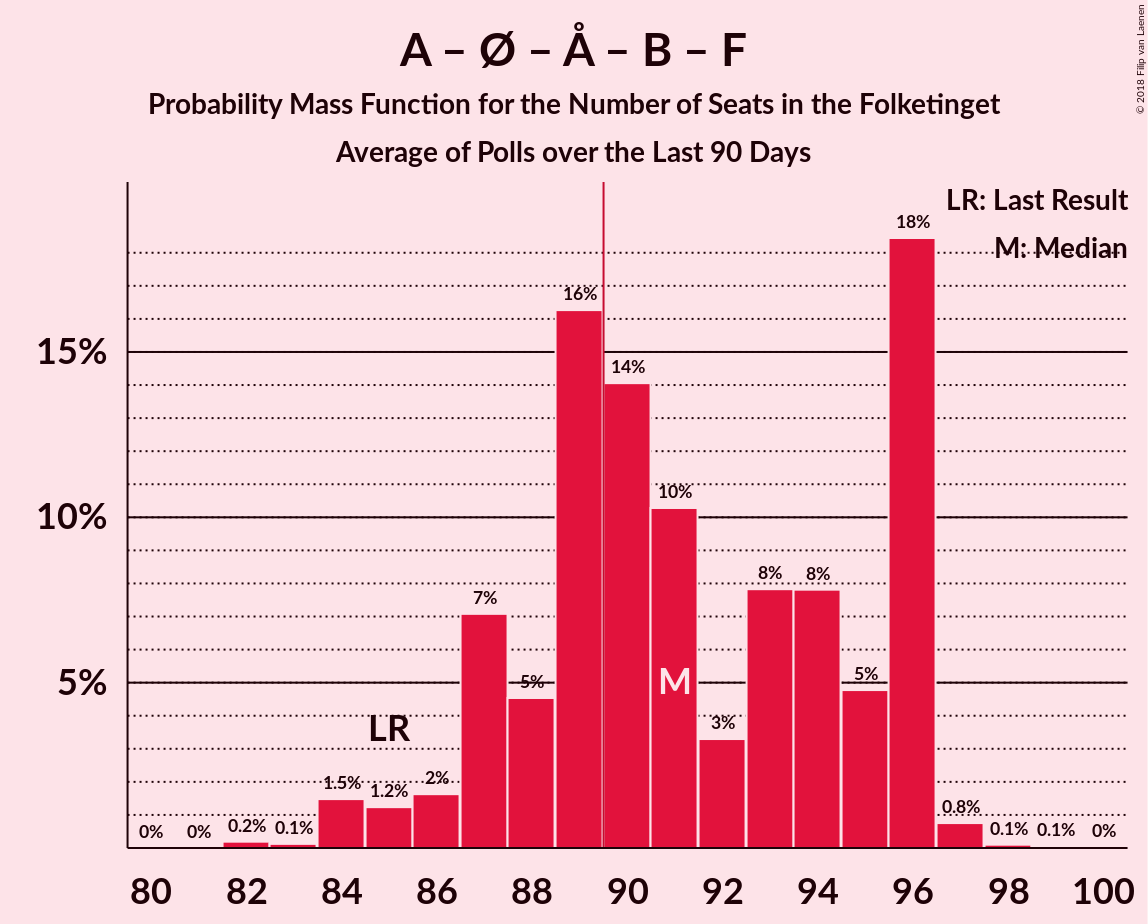 A – Ø – Å – B – F
Probability Mass Function for the Number of Seats in the Folketinget
Average of Polls over the Last 90 Days
© 2018 Filip van Laenen
LR: Last Result
M: Median
15%
10%
5%
0%
0%
0.2%
0.1%
1.5%
1.2%
2%
7%
5%
16%
14%
10%
3%
8%
8%
5%
18%
0.8%
0.1%
0.1%
0%
LR
M
80 82 84 86 88 90 92 94 96 98 100